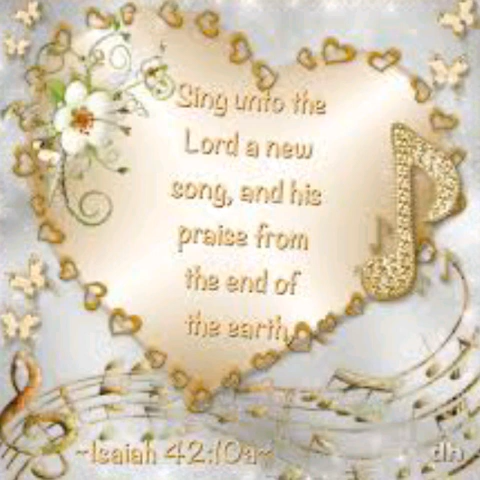 Sing unto the
Lord a new
song, and his
praise from
the end of
the earth,
~Isaiah 42:10a~
dh